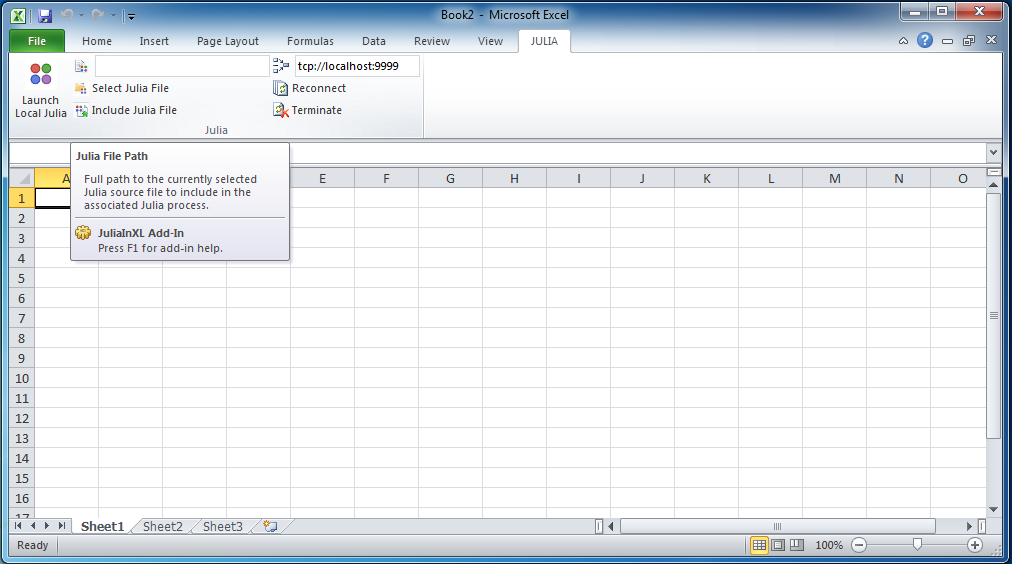 Book2 - Microsoft Excel
File Home Insert Page Layout Formulas Data Review View JULIA
tcp://localhost:9999
Launch
Local Julia
Select Julia File
Reconnect
Include Julia File
Terminate
Julia
Julia File Path
Full path to the currently selected
Julia source file to include in the
associated Julia process.
JuliaInXL Add-In
Press F1 for add-in help.
A E F G H I J K L M N O
1
2
3
4
5
6
7
8
9
10
11
12
13
14
15
16
17
Sheet1 Sheet2 Sheet3
Ready
100%